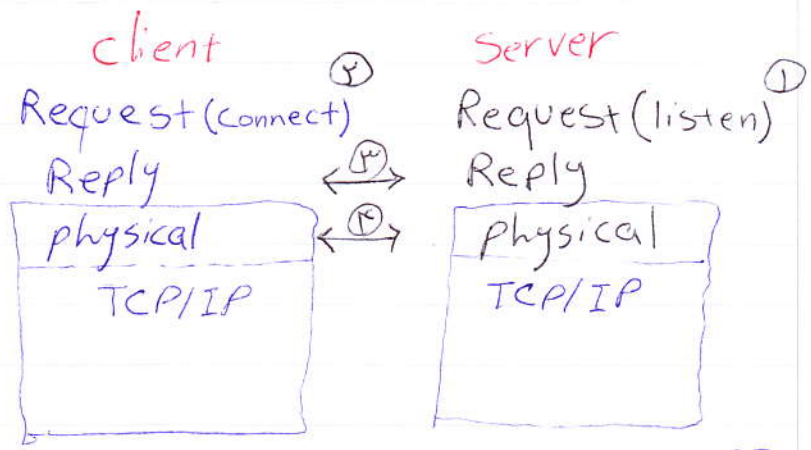 client Server
۲ ۱
Request (connect) Request (listen)
Reply ۳ Reply
physical ۴ physical
TCP/IP TCP/IP